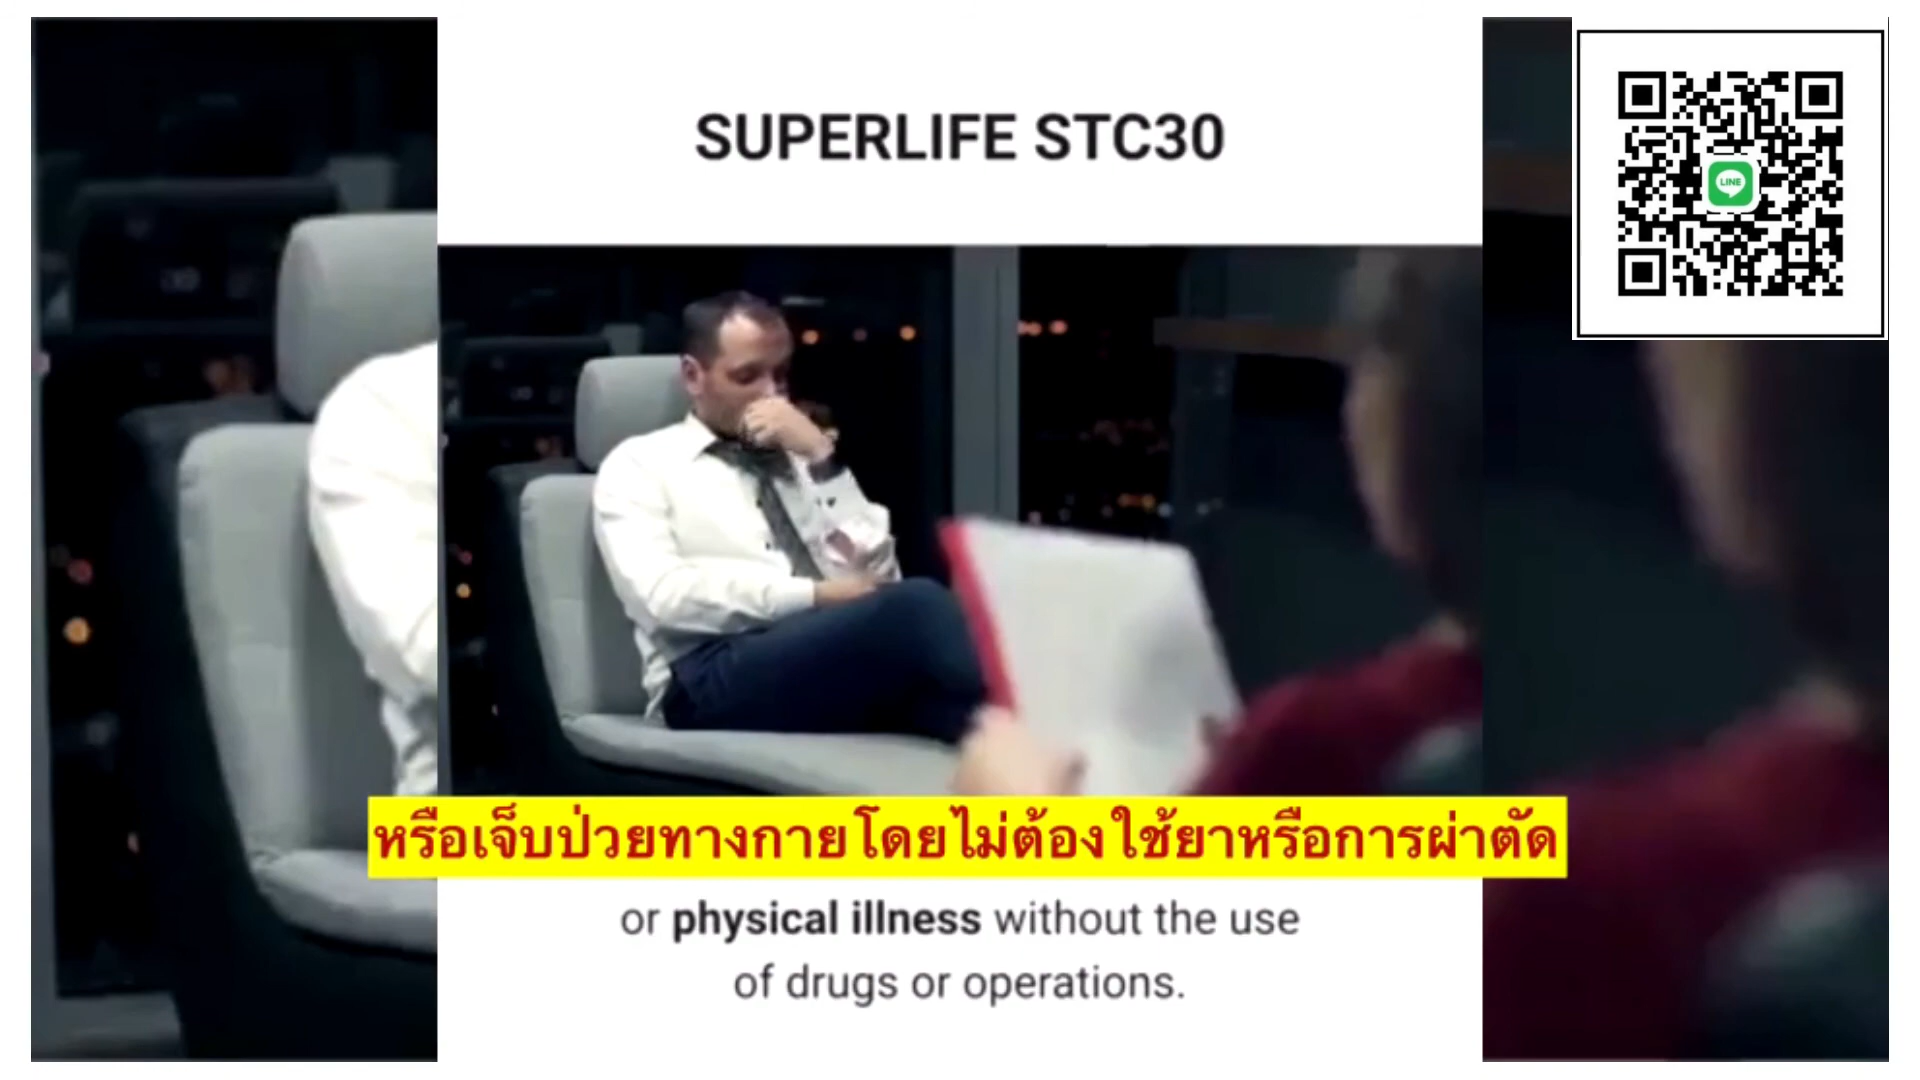 SUPERLIFE STC30
LINE
หรือเจ็บป่วยทางกายโดยไม่ต้องใช้ยาหรือการผ่าตัด
or physical illness without the use
of drugs or operations.